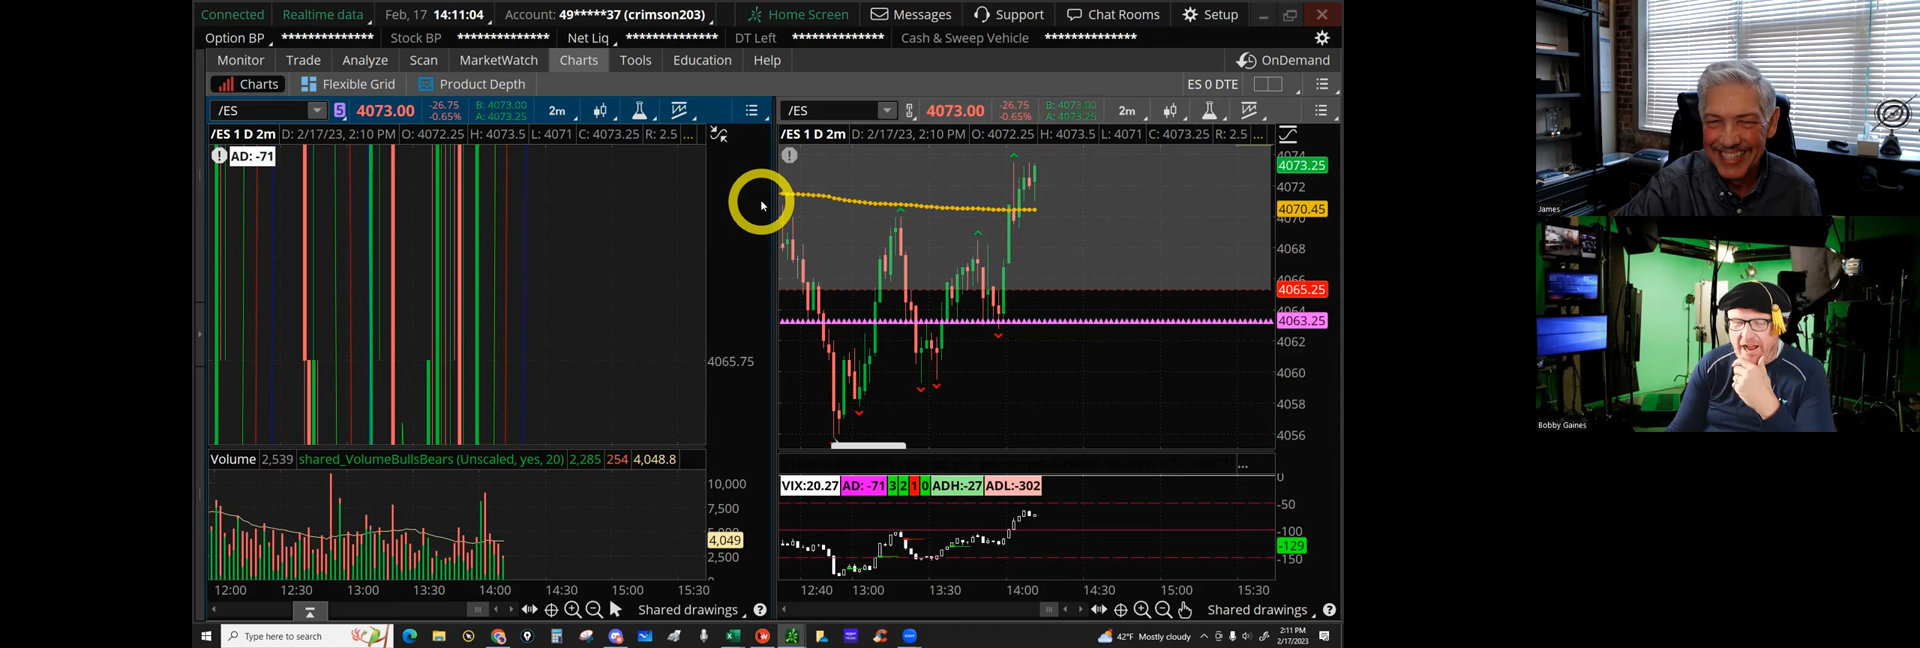 Connected Realtime data Feb, 17 14:11:04 Account: 49*****37 (crimson203) Home Screen Messages Support Chat Rooms Setup
Option BP ************** Stock BP ************** Net Liq ************** DT Left ************** Cash & Sweep Vehicle **************
Monitor Trade Analyze Scan MarketWatch Charts Tools Education Help OnDemand
Charts Flexible Grid Product Depth ES 0 DTE
/ES 5 4073.00 -26.75 -0.65% B: 4073.00 A: 4073.25 2m
/ES 4073.00 -26.75 -0.65% B: 4073.00 A: 4073.25 2m
/ES 1 D 2m D: 2/17/23, 2:10 PM O: 4072.25 H: 4073.5 L: 4071 C: 4073.25 R: 2.5 ...
/ES 1 D 2m D: 2/17/23, 2:10 PM O: 4072.25 H: 4073.5 L: 4071 C: 4073.25 R: 2.5 ...
AD: -71
4065.75
4074
4073.25
4072
4070.45
4070
4068
4066
4065.25
4064
4063.25
4062
4060
4058
4056
Volume 2,539 shared_VolumeBullsBears (Unscaled, yes, 20) 2,285 254 4,048.8
10,000
7,500
4,049
2,500
12:00 12:30 13:00 13:30 14:00 14:30 15:00 15:30
Shared drawings
...
VIX:20.27 AD: -71 3 2 1 0 ADH:-27 ADL:-302
0
-50
-100
-129
-150
12:40 13:00 13:30 14:00 14:30 15:00 15:30
Shared drawings
Type here to search
42°F Mostly cloudy
2:11 PM
2/17/2023
James
Bobby Gaines